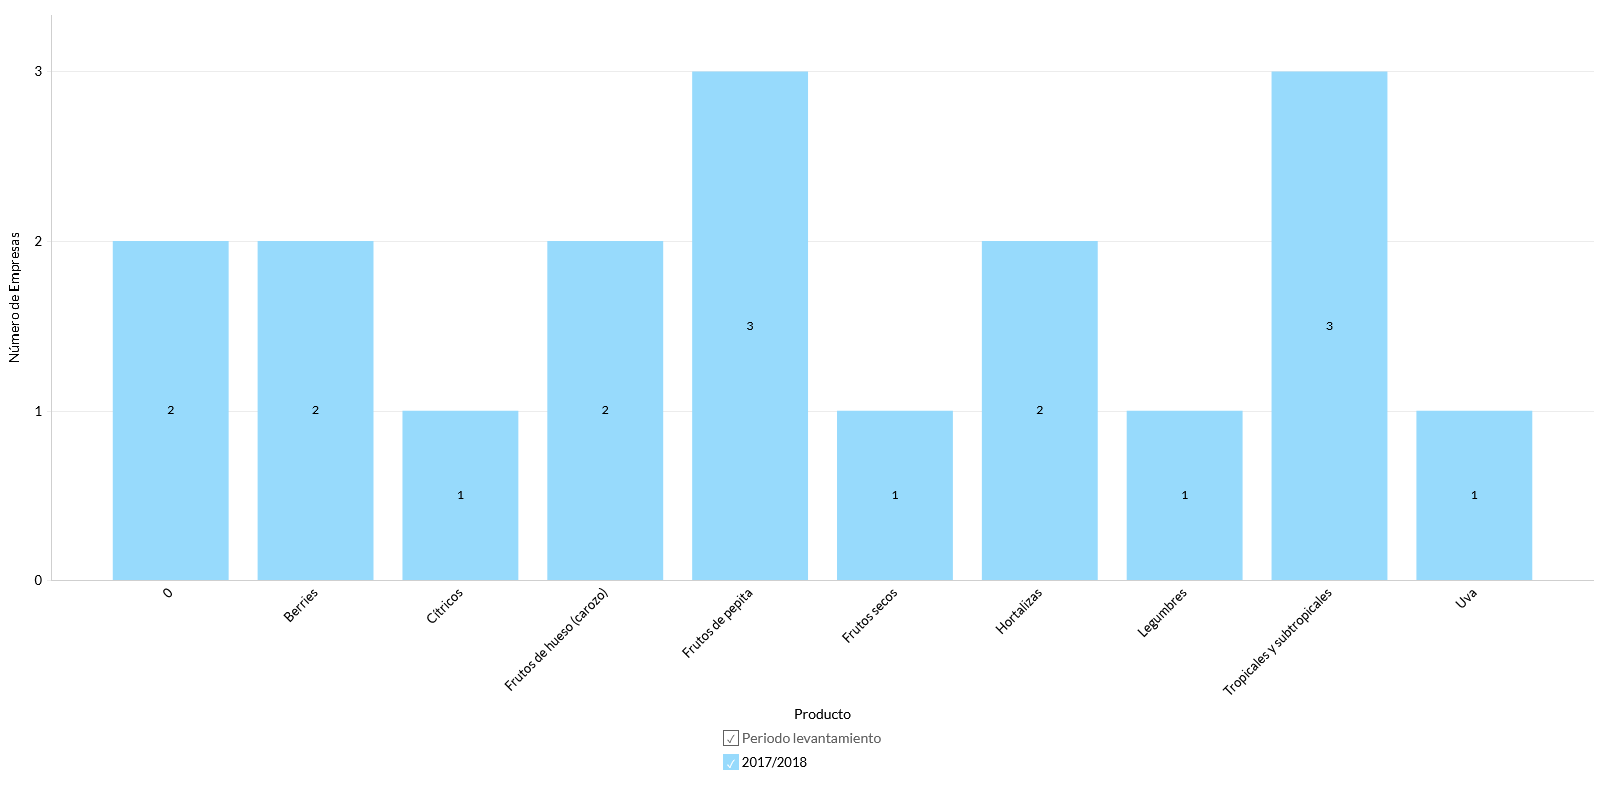 Número de Empresas
3
2
1
0
2
2
1
2
3
1
2
1
3
1
0
Berries
Cítricos
Frutos de hueso (carozo)
Frutos de pepita
Frutos secos
Hortalizas
Legumbres
Tropicales y subtropicales
Uva
Producto
Periodo levantamiento
2017/2018